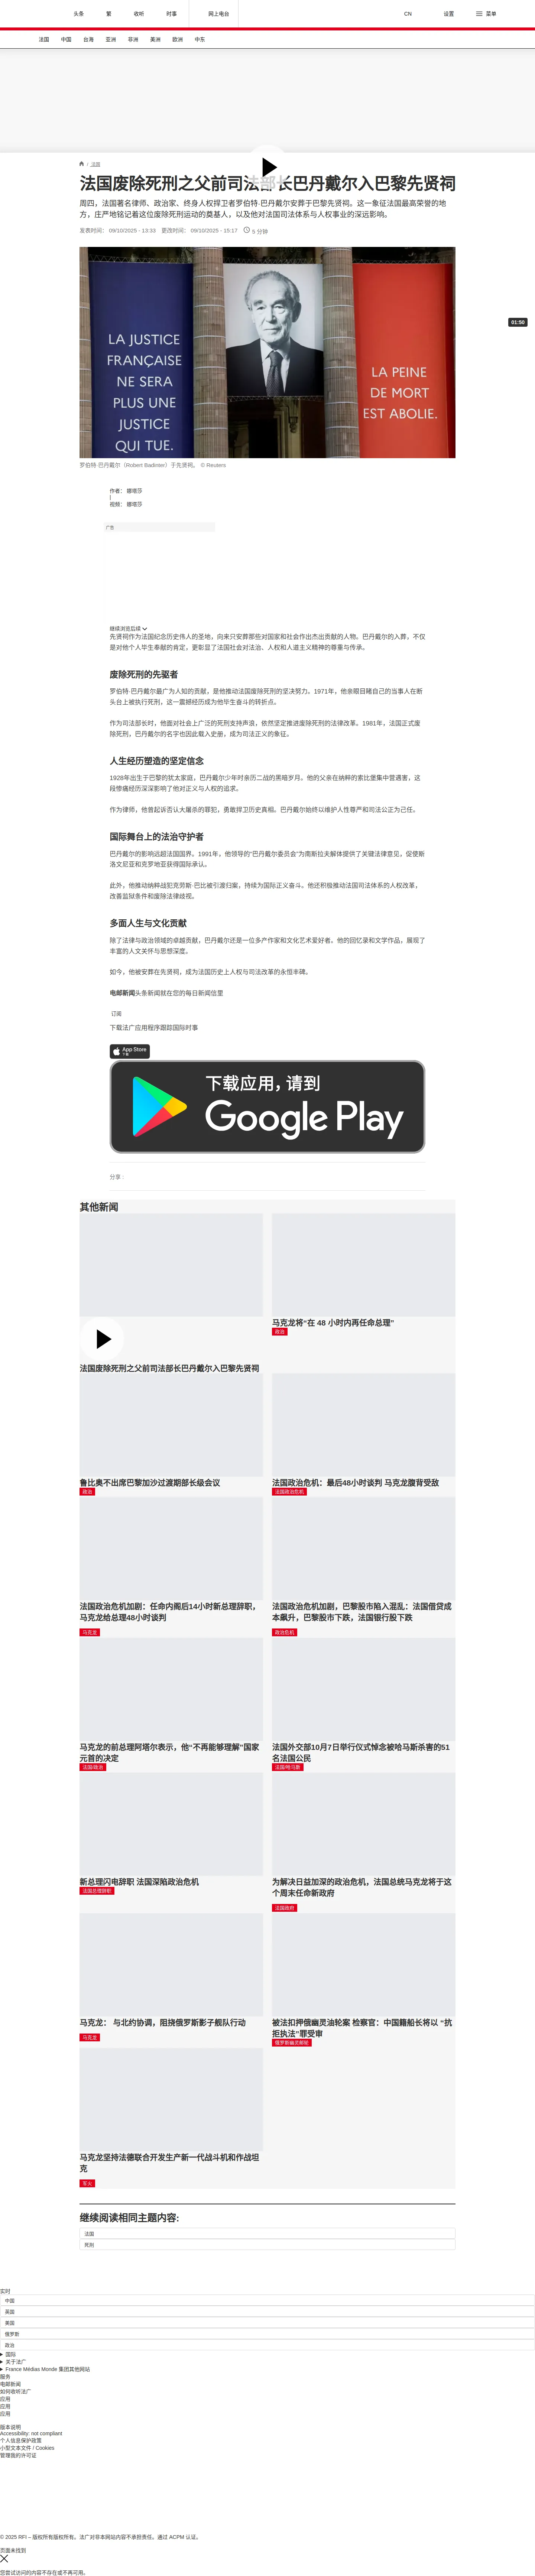 头条
繁
收听
时事
网上电台
CN
设置
菜单
法国
中国
台海
亚洲
非洲
美洲
欧洲
中东
/ 法国
法国废除死刑之父前司法部长巴丹戴尔入巴黎先贤祠
周四，法国著名律师、政治家、终身人权捍卫者罗伯特·巴丹戴尔安葬于巴黎先贤祠。这一象征法国最高荣誉的地
方，庄严地铭记着这位废除死刑运动的奠基人，以及他对法国司法体系与人权事业的深远影响。
发表时间： 09/10/2025 - 13:33 更改时间： 09/10/2025 - 15:17 5 分钟
01:50
LA JUSTICE
FRANÇAISE
NE SERA
PLUS UNE
JUSTICE
QUI TUE.
LA PEINE
DE MORT
EST ABOLIE.
罗伯特·巴丹戴尔（Robert Badinter）于先贤祠。 © Reuters
作者： 娜塔莎
|
视频： 娜塔莎
广告
继续浏览后续
先贤祠作为法国纪念历史伟人的圣地，向来只安葬那些对国家和社会作出杰出贡献的人物。巴丹戴尔的入葬，不仅
是对他个人毕生奉献的肯定，更彰显了法国社会对法治、人权和人道主义精神的尊重与传承。
废除死刑的先驱者
罗伯特·巴丹戴尔最广为人知的贡献，是他推动法国废除死刑的坚决努力。1971年，他亲眼目睹自己的当事人在断
头台上被执行死刑，这一震撼经历成为他毕生奋斗的转折点。
作为司法部长时，他面对社会上广泛的死刑支持声浪，依然坚定推进废除死刑的法律改革。1981年，法国正式废
除死刑，巴丹戴尔的名字也因此载入史册，成为司法正义的象征。
人生经历塑造的坚定信念
1928年出生于巴黎的犹太家庭，巴丹戴尔少年时亲历二战的黑暗岁月。他的父亲在纳粹的索比堡集中营遇害，这
段惨痛经历深深影响了他对正义与人权的追求。
作为律师，他曾起诉否认大屠杀的罪犯，勇敢捍卫历史真相。巴丹戴尔始终以维护人性尊严和司法公正为己任。
国际舞台上的法治守护者
巴丹戴尔的影响远超法国国界。1991年，他领导的“巴丹戴尔委员会”为南斯拉夫解体提供了关键法律意见，促使斯
洛文尼亚和克罗地亚获得国际承认。
此外，他推动纳粹战犯克劳斯·巴比被引渡归案，持续为国际正义奋斗。他还积极推动法国司法体系的人权改革，
改善监狱条件和废除法律歧视。
多面人生与文化贡献
除了法律与政治领域的卓越贡献，巴丹戴尔还是一位多产作家和文化艺术爱好者。他的回忆录和文学作品，展现了
丰富的人文关怀与思想深度。
如今，他被安葬在先贤祠，成为法国历史上人权与司法改革的永恒丰碑。
电邮新闻头条新闻就在您的每日新闻信里
订阅
下载法广应用程序跟踪国际时事
App Store
下载
下载应用，请到
Google Play
分享 :
其他新闻
法国废除死刑之父前司法部长巴丹戴尔入巴黎先贤祠
马克龙将“在 48 小时内再任命总理”
政治
鲁比奥不出席巴黎加沙过渡期部长级会议
政治
法国政治危机：最后48小时谈判 马克龙腹背受敌
法国政治危机
法国政治危机加剧：任命内阁后14小时新总理辞职，
马克龙给总理48小时谈判
马克龙
法国政治危机加剧，巴黎股市陷入混乱：法国借贷成
本飙升，巴黎股市下跌，法国银行股下跌
政治危机
马克龙的前总理阿塔尔表示，他“不再能够理解”国家
元首的决定
法国/政治
法国外交部10月7日举行仪式悼念被哈马斯杀害的51
名法国公民
法国/哈马斯
新总理闪电辞职 法国深陷政治危机
法国总理辞职
为解决日益加深的政治危机，法国总统马克龙将于这
个周末任命新政府
法国政府
马克龙： 与北约协调，阻挠俄罗斯影子舰队行动
马克龙
被法扣押俄幽灵油轮案 检察官：中国籍船长将以 “抗
拒执法”罪受审
俄罗斯幽灵邮轮
马克龙坚持法德联合开发生产新一代战斗机和作战坦
克
军火
继续阅读相同主题内容:
法国
死刑
实时
中国
英国
美国
俄罗斯
政治
国际
关于法广
France Médias Monde 集团其他网站
服务
电邮新闻
如何收听法广
应用
应用
应用
版本说明
Accessibility: not compliant
个人信息保护政策
小型文本文件 / Cookies
管理我的许可证
© 2025 RFI – 版权所有版权所有。法广对非本网站内容不承担责任。通过 ACPM 认证。
页面未找到
您尝试访问的内容不存在或不再可用。